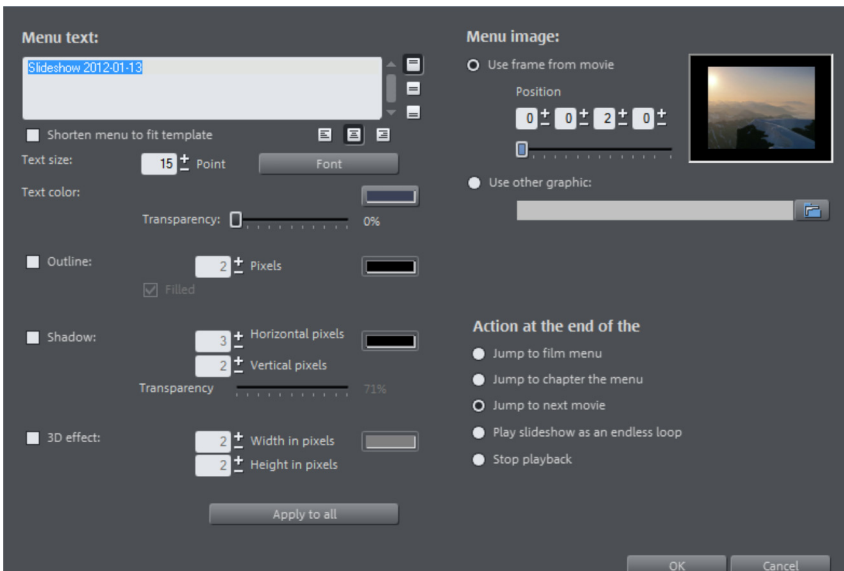 Menu text:
Slideshow 2012-01-13
Shorten menu to fit template
Text size:
15 Point
Font
Text color:
Transparency: 0%
Outline:
2 Pixels
Filled
Shadow:
3 Horizontal pixels
2 Vertical pixels
Transparency 71%
3D effect:
2 Width in pixels
2 Height in pixels
Apply to all
Menu image:
Use frame from movie
Position
0 0 2 0
Use other graphic:
Action at the end of the
Jump to film menu
Jump to chapter the menu
Jump to next movie
Play slideshow as an endless loop
Stop playback
OK Cancel